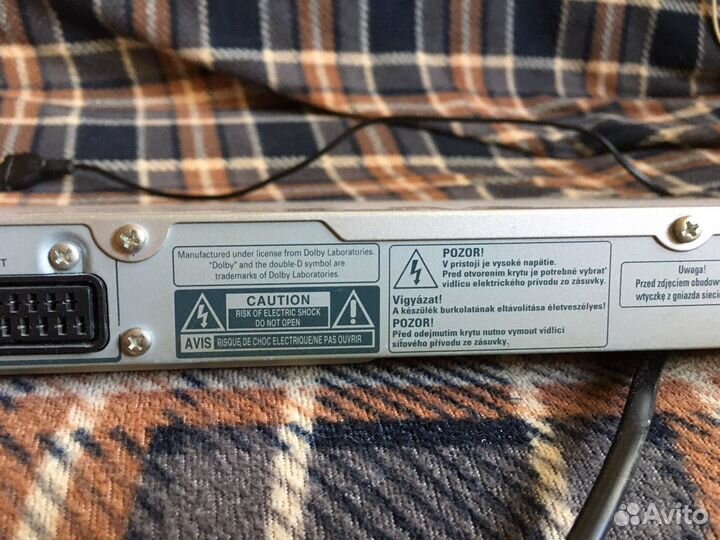 T
Manufactured under license from Dolby Laboratories.
"Dolby" and the double-D symbol are
trademarks of Dolby Laboratories.
CAUTION
RISK OF ELECTRIC SHOCK
DO NOT OPEN
AVIS RISQUE DE CHOC ELECTRIQUE/NE PAS OUVRIR
POZOR!
V prístoji je vysoké napätie.
Pred otvorením krytu je potrebné vybrať
vidlicu elektrického prívodu zo zásuvky.
Vigyázat!
A készülék burkolatának eltávolítása életveszélyes!
POZOR!
Před odejmutím krytu nutno vymout vidlici
síťového přívodu ze zásuvky.
Uwaga!
Przed zdjęciem obudowy
wtyczkę z gniazda sieci
Avito